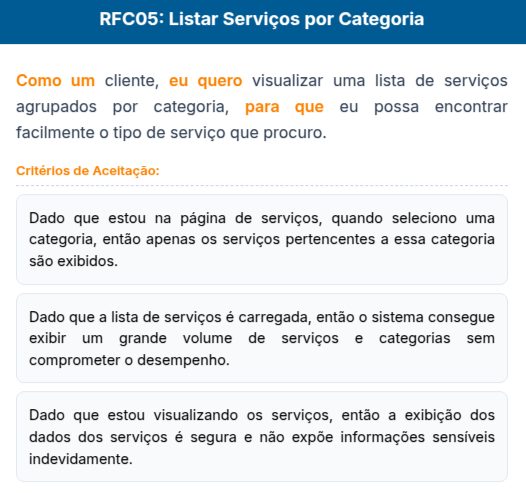 RFC05: Listar Serviços por Categoria
Como um cliente, eu quero visualizar uma lista de serviços
agrupados por categoria, para que eu possa encontrar
facilmente o tipo de serviço que procuro.
Critérios de Aceitação:
Dado que estou na página de serviços, quando seleciono uma
categoria, então apenas os serviços pertencentes a essa categoria
são exibidos.
Dado que a lista de serviços é carregada, então o sistema consegue
exibir um grande volume de serviços e categorias sem
comprometer o desempenho.
Dado que estou visualizando os serviços, então a exibição dos
dados dos serviços é segura e não expõe informações sensíveis
indevidamente.